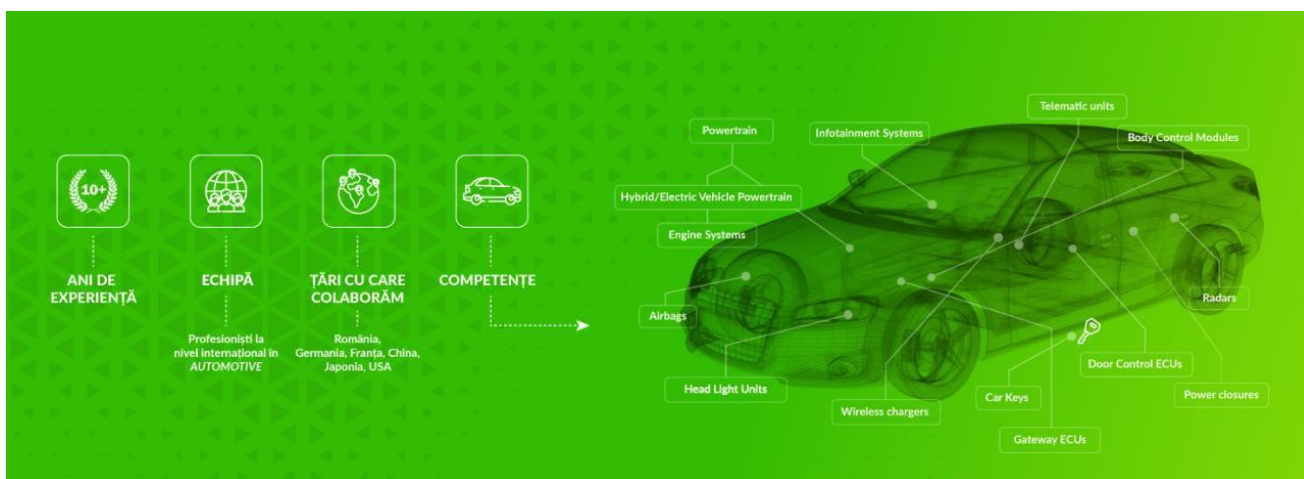 10+
ANI DE
EXPERIENȚĂ
ECHIPĂ
Profesioniști la
nivel internațional în
AUTOMOTIVE
ȚĂRI CU CARE
COLABORĂM
România,
Germania, Franța, China,
Japonia, USA
COMPETENȚE
Telematic units
Powertrain
Infotainment Systems
Body Control Modules
Hybrid/Electric Vehicle Powertrain
Engine Systems
Radars
Airbags
Door Control ECUs
Head Light Units
Car Keys
Power closures
Wireless chargers
Gateway ECUs